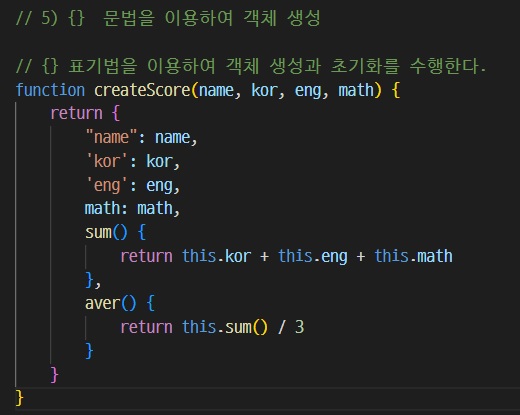 // 5) {}  문법을 이용하여 객체 생성
// {} 표기법을 이용하여 객체 생성과 초기화를 수행한다.
function createScore(name, kor, eng, math) {
    return {
        "name": name,
        'kor': kor,
        'eng': eng,
        math: math,
        sum() {
            return this.kor + this.eng + this.math
        },
        aver() {
            return this.sum() / 3
        }
    }
}